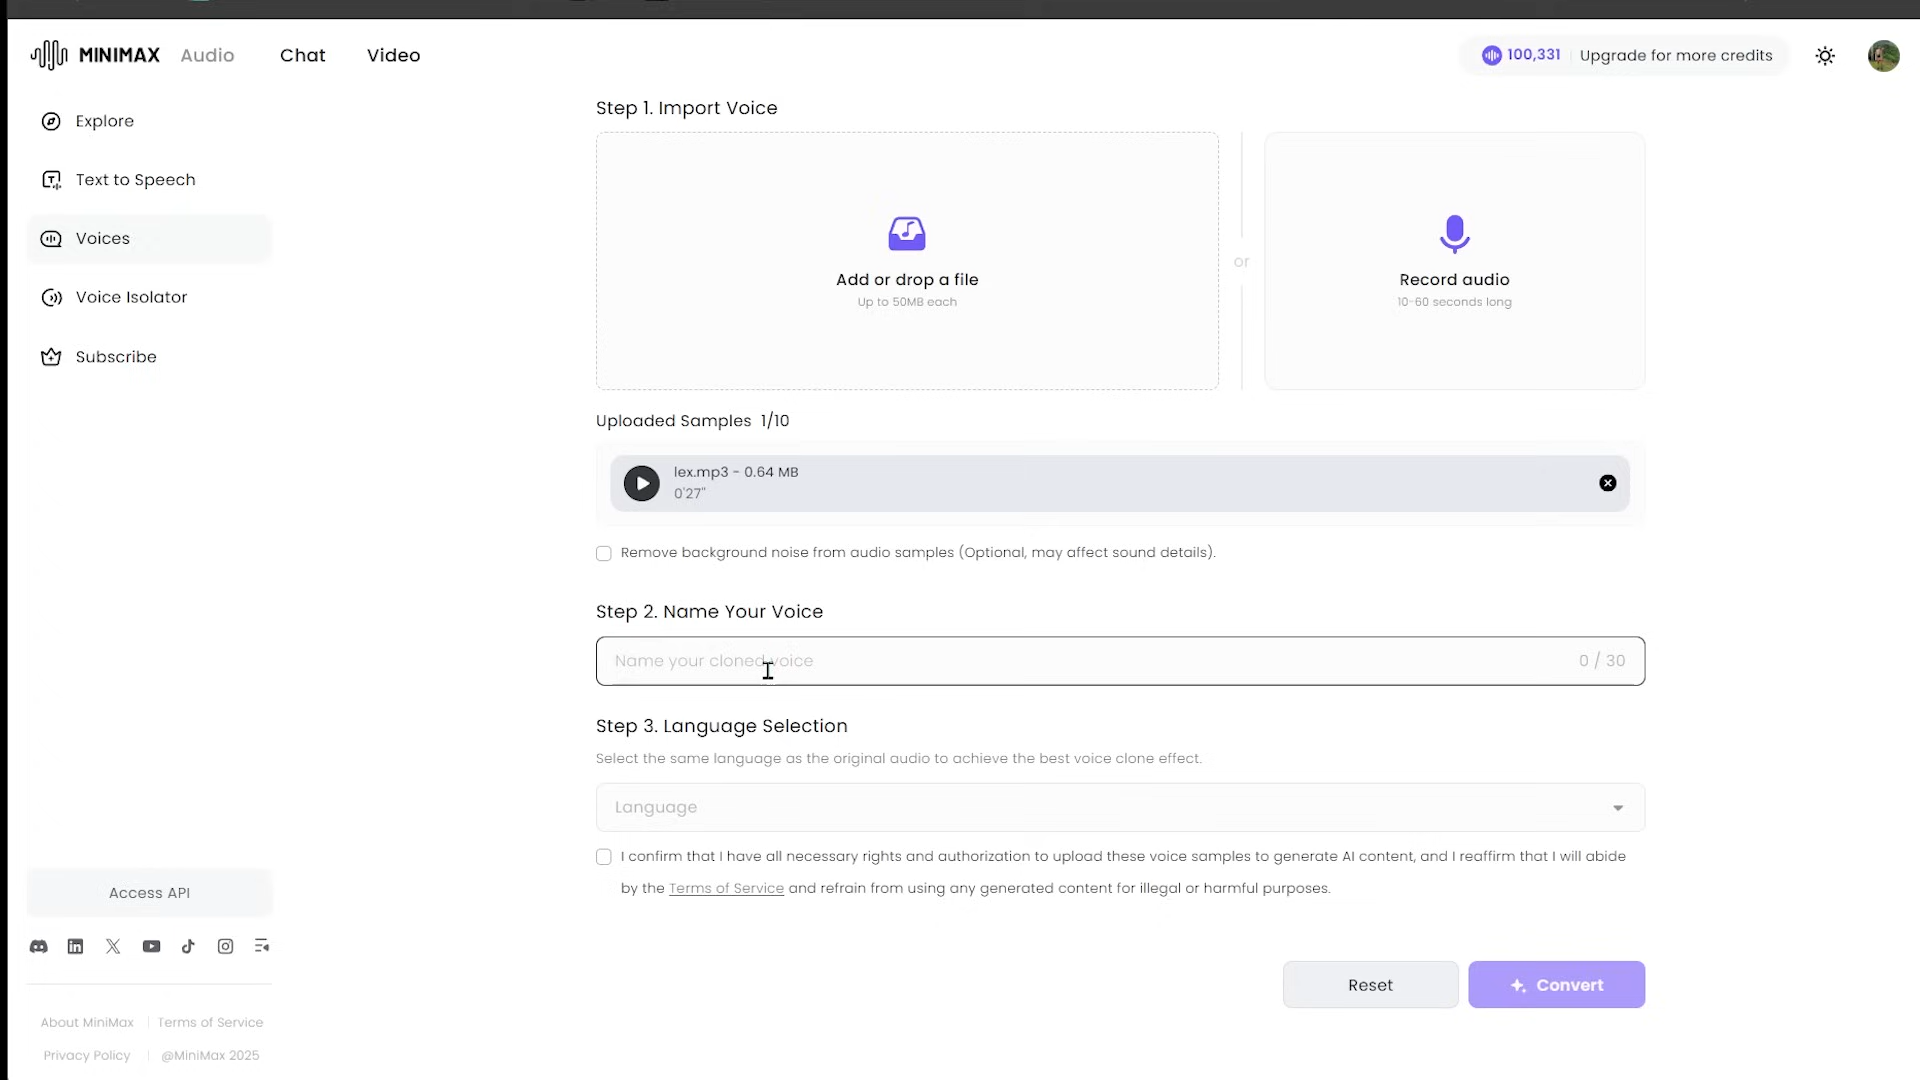 MINIMAX Audio Chat Video
100,331 Upgrade for more credits
Explore
Text to Speech
Voices
Voice Isolator
Subscribe
Step 1. Import Voice
Add or drop a file
Up to 50MB each
or
Record audio
10-60 seconds long
Uploaded Samples 1/10
lex.mp3 - 0.64 MB
0'27"
Remove background noise from audio samples (Optional, may affect sound details).
Step 2. Name Your Voice
Name your cloned voice 0 / 30
Step 3. Language Selection
Select the same language as the original audio to achieve the best voice clone effect.
Language
I confirm that I have all necessary rights and authorization to upload these voice samples to generate AI content, and I reaffirm that I will abide
by the Terms of Service and refrain from using any generated content for illegal or harmful purposes.
Reset Convert
Access API
About MiniMax Terms of Service
Privacy Policy @MiniMax 2025